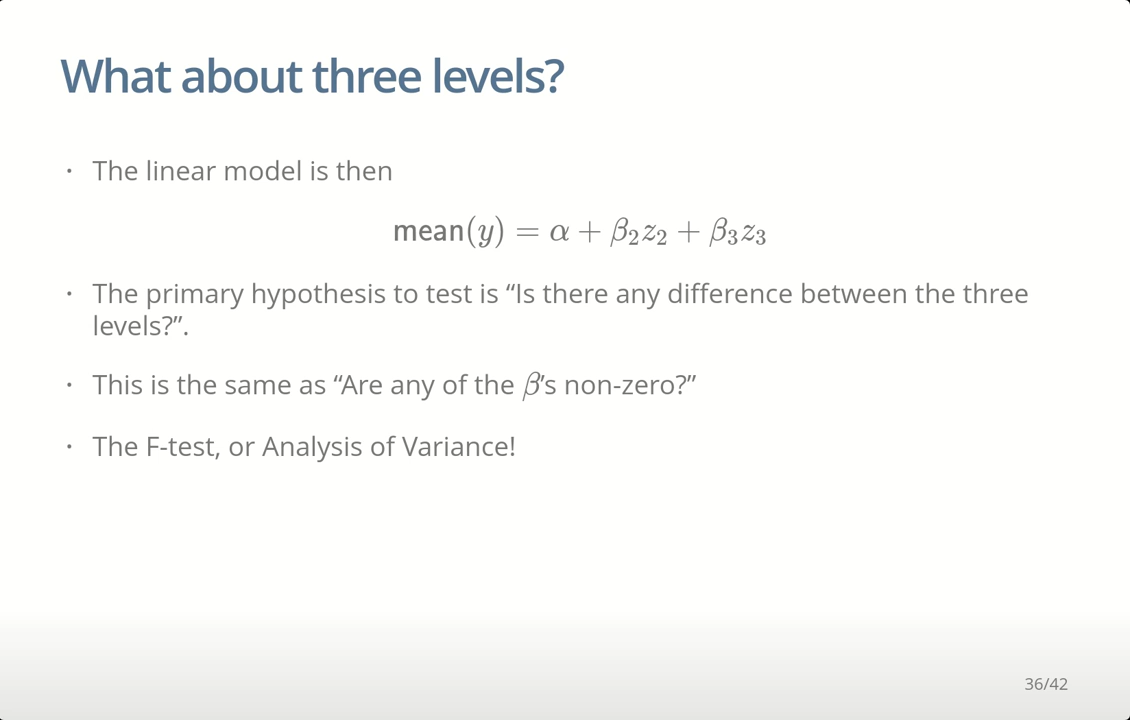 What about three levels?
· The linear model is then
mean(y) = α + β₂z₂ + β₃z₃
· The primary hypothesis to test is “Is there any difference between the three
levels?”.
· This is the same as “Are any of the β’s non-zero?”
· The F-test, or Analysis of Variance!
36/42